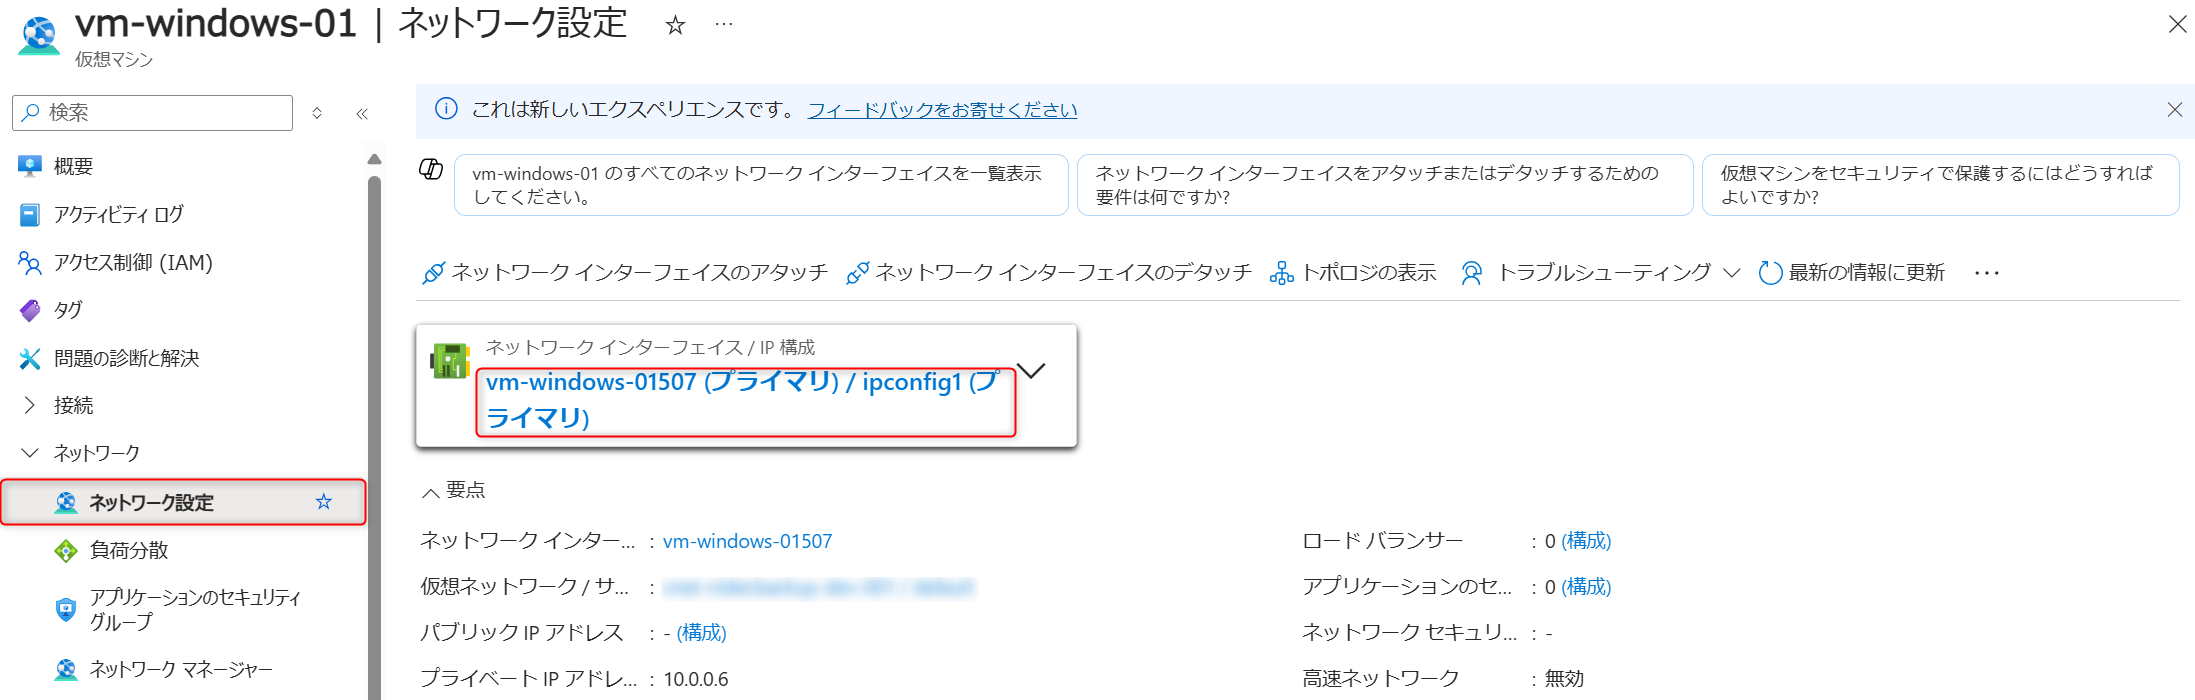 vm-windows-01 | ネットワーク設定 ☆ …
仮想マシン
検索
概要
アクティビティ ログ
アクセス制御 (IAM)
タグ
問題の診断と解決
接続
ネットワーク
ネットワーク設定
負荷分散
アプリケーションのセキュリティ
グループ
ネットワーク マネージャー
これは新しいエクスペリエンスです。 フィードバックをお寄せください
vm-windows-01 のすべてのネットワーク インターフェイスを一覧表示
してください。
ネットワーク インターフェイスをアタッチまたはデタッチするための
要件は何ですか?
仮想マシンをセキュリティで保護するにはどうすれば
よいですか?
ネットワーク インターフェイスのアタッチ ネットワーク インターフェイスのデタッチ トポロジの表示 トラブルシューティング 最新の情報に更新 …
ネットワーク インターフェイス / IP 構成
vm-windows-01507 (プライマリ) / ipconfig1 (プ
ライマリ)
要点
ネットワーク インター... : vm-windows-01507
仮想ネットワーク / サ... :
パブリック IP アドレス : - (構成)
プライベート IP アドレ... : 10.0.0.6
ロード バランサー : 0 (構成)
アプリケーションのセ... : 0 (構成)
ネットワーク セキュリ... : -
高速ネットワーク : 無効